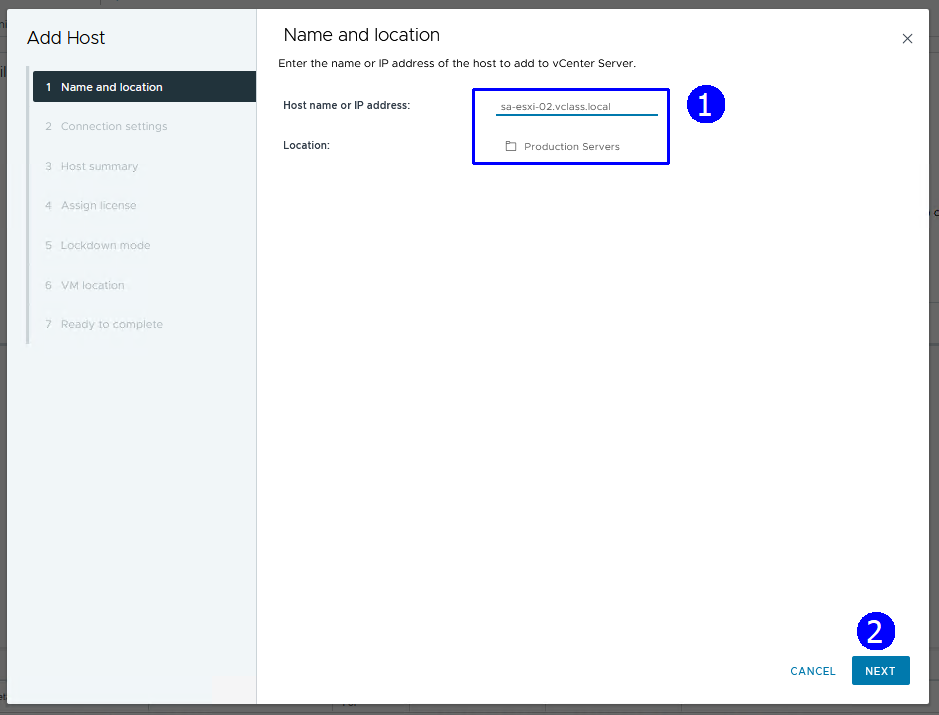 Add Host
1 Name and location
2 Connection settings
3 Host summary
4 Assign license
5 Lockdown mode
6 VM location
7 Ready to complete
Name and location
Enter the name or IP address of the host to add to vCenter Server.
Host name or IP address:
sa-esxi-02.vclass.local
1
Location:
Production Servers
2
CANCEL
NEXT